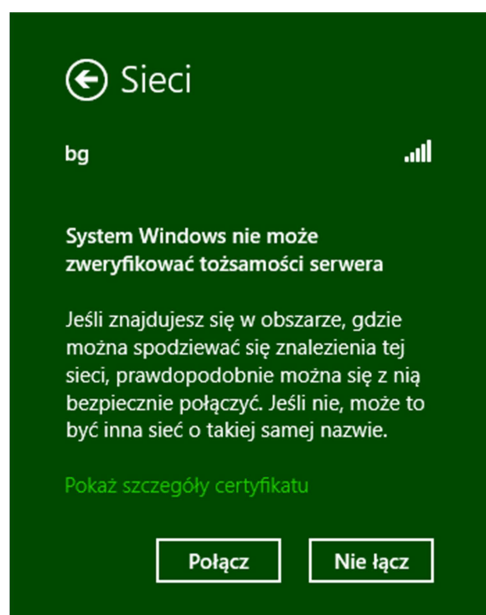 Sieci
bg
System Windows nie może
zweryfikować tożsamości serwera
Jeśli znajdujesz się w obszarze, gdzie
można spodziewać się znalezienia tej
sieci, prawdopodobnie można się z nią
bezpiecznie połączyć. Jeśli nie, może to
być inna sieć o takiej samej nazwie.
Pokaż szczegóły certyfikatu
Połącz
Nie łącz